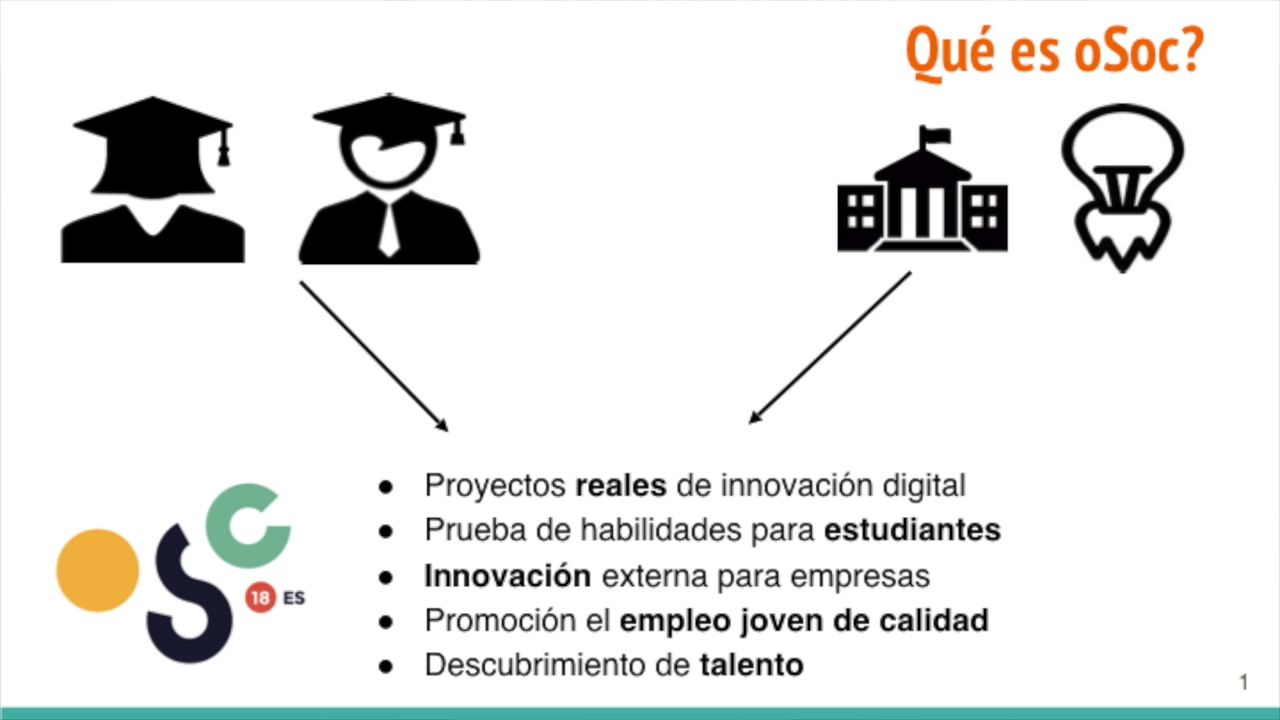 Qué es oSoc?
Proyectos reales de innovación digital
Prueba de habilidades para estudiantes
Innovación externa para empresas
Promoción el empleo joven de calidad
Descubrimiento de talento
oSC
18 ES
1